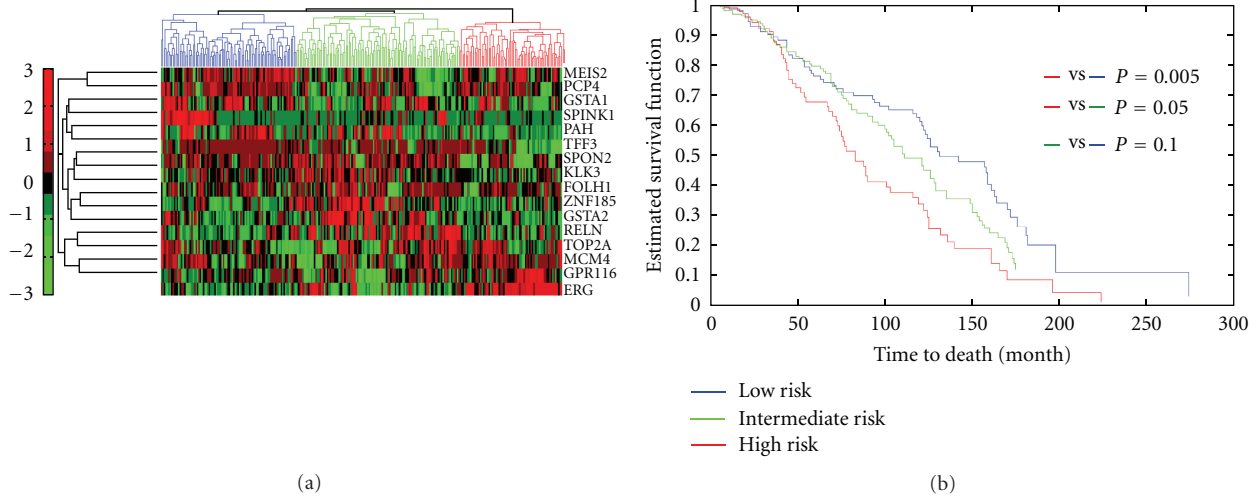 3
2
1
0
−1
−2
−3
MEIS2
PCP4
GSTA1
SPINK1
PAH
TFF3
SPON2
KLK3
FOLH1
ZNF185
GSTA2
RELN
TOP2A
MCM4
GPR116
ERG
(a)
Estimated survival function
1
0.9
0.8
0.7
0.6
0.5
0.4
0.3
0.2
0.1
0
vs P = 0.005
vs P = 0.05
vs P = 0.1
0 50 100 150 200 250 300
Time to death (month)
Low risk
Intermediate risk
High risk
(b)